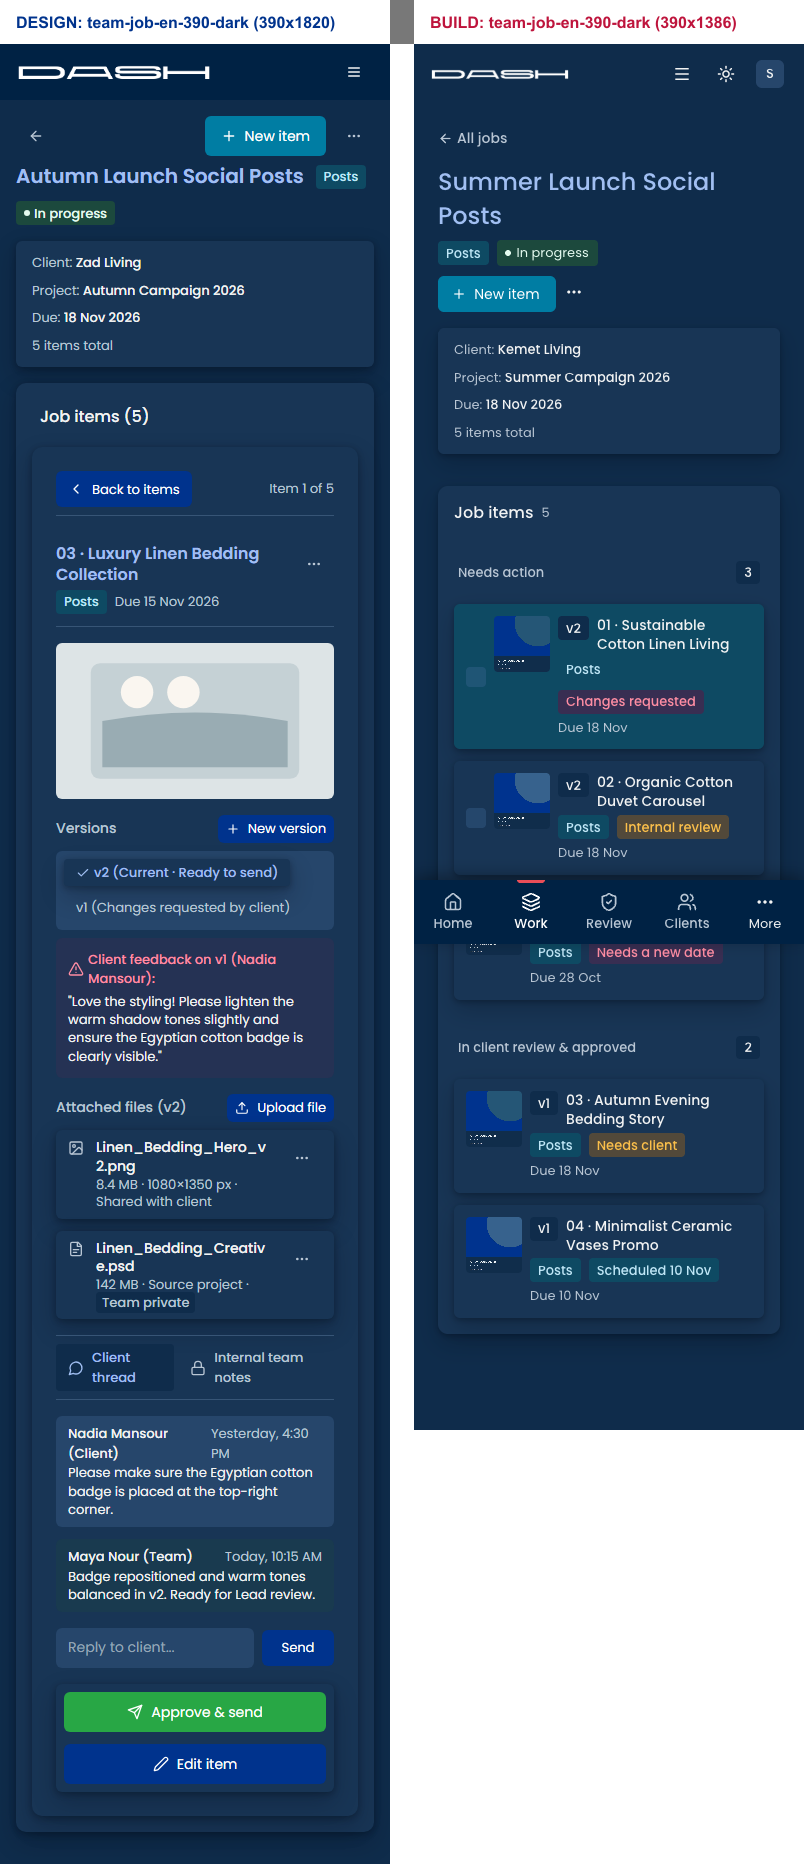 DESIGN: team-job-en-390-dark (390x1820)
DASH
New item
Autumn Launch Social Posts
Posts
In progress
Client: Zad Living
Project: Autumn Campaign 2026
Due: 18 Nov 2026
5 items total
Job items (5)
Back to items
Item 1 of 5
03 · Luxury Linen Bedding
Collection
Posts
Due 15 Nov 2026
Versions
New version
v2 (Current · Ready to send)
v1 (Changes requested by client)
Client feedback on v1 (Nadia
Mansour):
"Love the styling! Please lighten the
warm shadow tones slightly and
ensure the Egyptian cotton badge is
clearly visible."
Attached files (v2)
Upload file
Linen_Bedding_Hero_v
2.png
8.4 MB · 1080×1350 px ·
Shared with client
Linen_Bedding_Creativ
e.psd
142 MB · Source project ·
Team private
Client
thread
Internal team
notes
Nadia Mansour
(Client)
Yesterday, 4:30
PM
Please make sure the Egyptian cotton
badge is placed at the top-right
corner.
Maya Nour (Team)
Today, 10:15 AM
Badge repositioned and warm tones
balanced in v2. Ready for Lead review.
Reply to client...
Send
Approve & send
Edit item
BUILD: team-job-en-390-dark (390x1386)
DASH
S
All jobs
Summer Launch Social
Posts
Posts
In progress
New item
Client: Kemet Living
Project: Summer Campaign 2026
Due: 18 Nov 2026
5 items total
Job items 5
Needs action
3
v2
01 · Sustainable
Cotton Linen Living
Posts
Changes requested
Due 18 Nov
v2
02 · Organic Cotton
Duvet Carousel
Posts
Internal review
Due 18 Nov
Home
Work
Review
Clients
More
Posts
Needs a new date
Due 28 Oct
In client review & approved
2
v1
03 · Autumn Evening
Bedding Story
Posts
Needs client
Due 18 Nov
v1
04 · Minimalist Ceramic
Vases Promo
Posts
Scheduled 10 Nov
Due 10 Nov